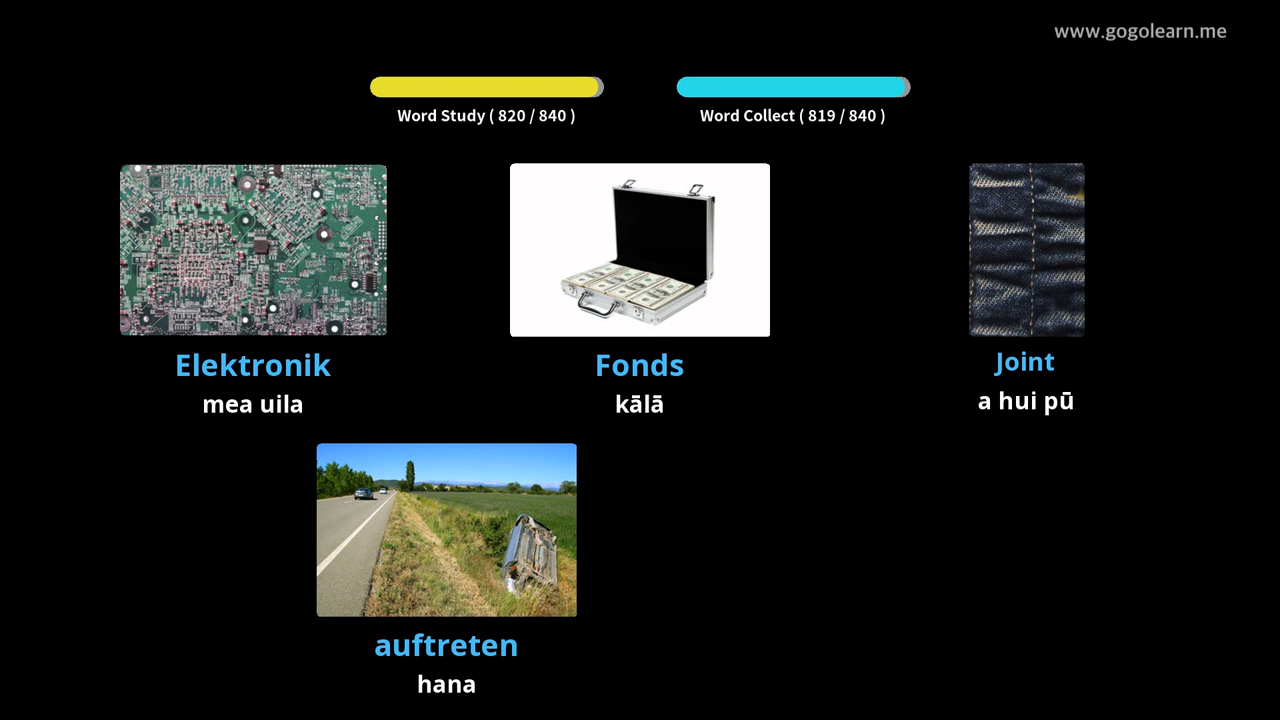 www.gogolearn.me
Word Study ( 820 / 840 )
Word Collect ( 819 / 840 )
Elektronik
mea uila
Fonds
kālā
Joint
a hui pū
auftreten
hana